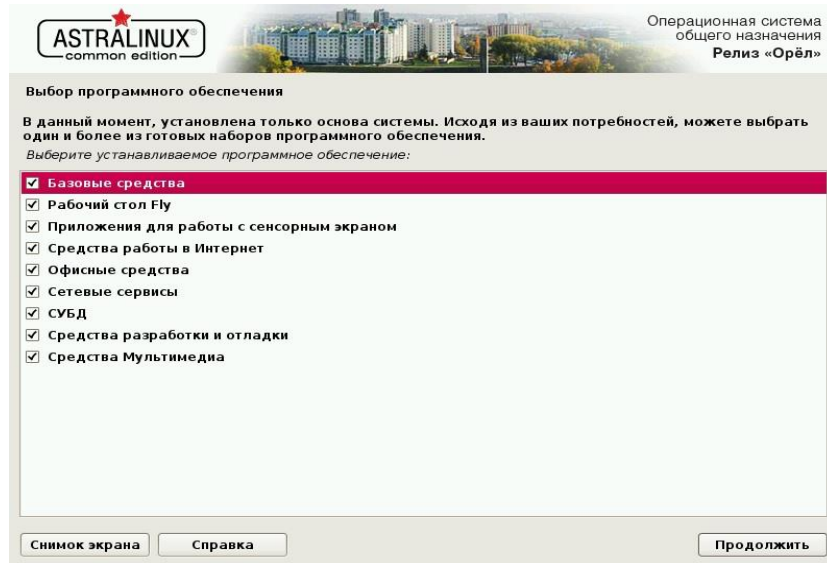 ASTRALINUX
common edition
Операционная система
общего назначения
Релиз «Орёл»
Выбор программного обеспечения
В данный момент, установлена только основа системы. Исходя из ваших потребностей, можете выбрать
один и более из готовых наборов программного обеспечения.
Выберите устанавливаемое программное обеспечение:
Базовые средства
Рабочий стол Fly
Приложения для работы с сенсорным экраном
Средства работы в Интернет
Офисные средства
Сетевые сервисы
СУБД
Средства разработки и отладки
Средства Мультимедиа
Снимок экрана
Справка
Продолжить